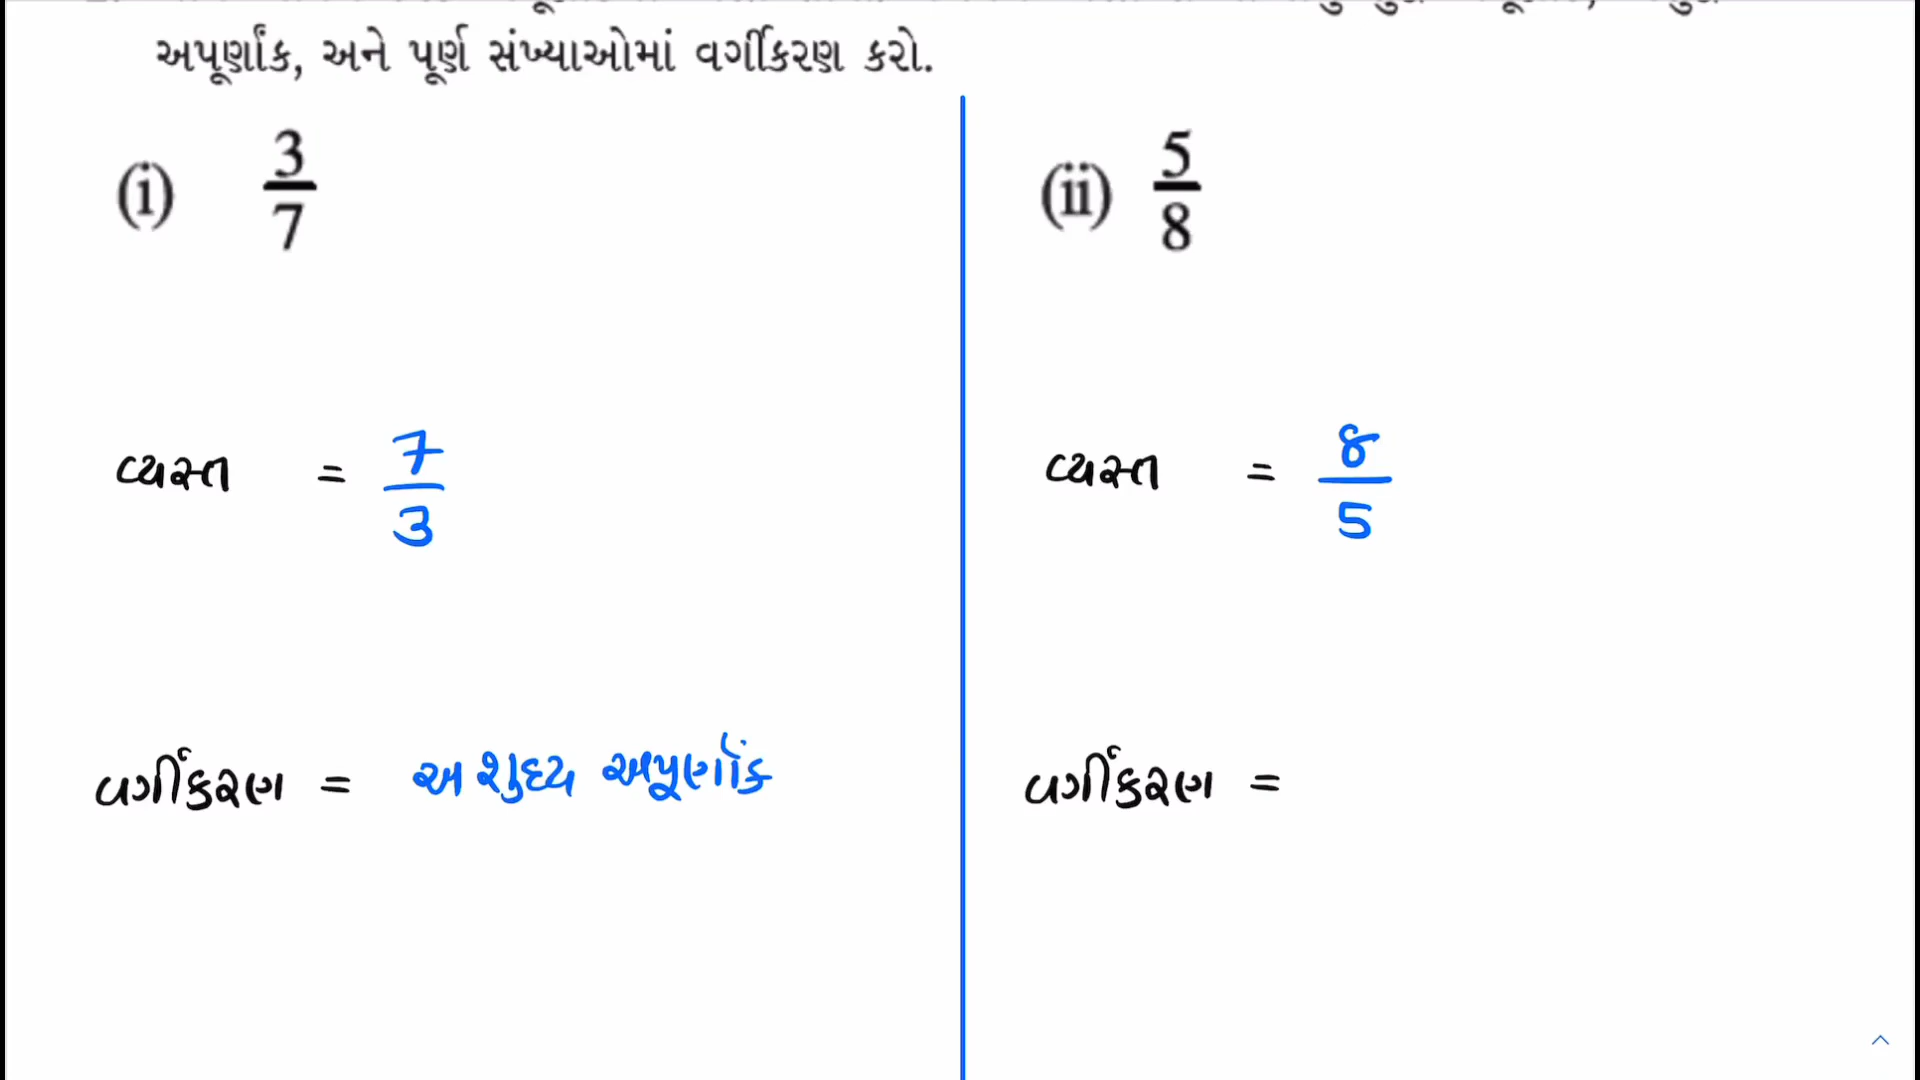 અપૂર્ણાંક, અને પૂર્ણ સંખ્યાઓમાં વર્ગીકરણ કરો.
(i) 3/7
વ્યસ્ત = 7/3
વર્ગીકરણ = અશુદ્ધ અપૂર્ણાંક
(ii) 5/8
વ્યસ્ત = 8/5
વર્ગીકરણ =